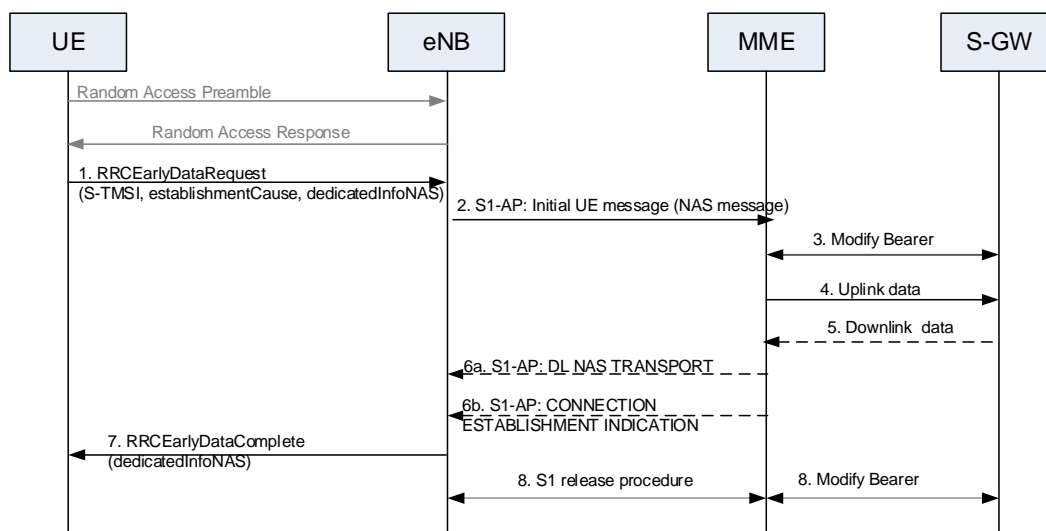 UE
eNB
MME
S-GW
Random Access Preamble
Random Access Response
1. RRCEarlyDataRequest
(S-TMSI, establishmentCause, dedicatedInfoNAS)
2. S1-AP: Initial UE message (NAS message)
3. Modify Bearer
4. Uplink data
5. Downlink data
6a. S1-AP: DL NAS TRANSPORT
6b. S1-AP: CONNECTION
ESTABLISHMENT INDICATION
7. RRCEarlyDataComplete
(dedicatedInfoNAS)
8. S1 release procedure
8. Modify Bearer